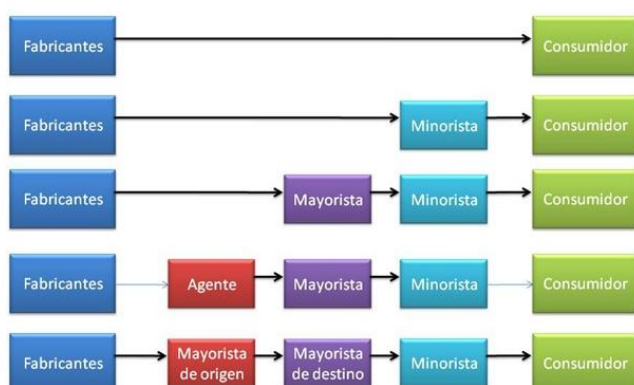 Fabricantes
Consumidor
Fabricantes
Minorista
Consumidor
Fabricantes
Mayorista
Minorista
Consumidor
Fabricantes
Agente
Mayorista
Minorista
Consumidor
Fabricantes
Mayorista
de origen
Mayorista
de destino
Minorista
Consumidor